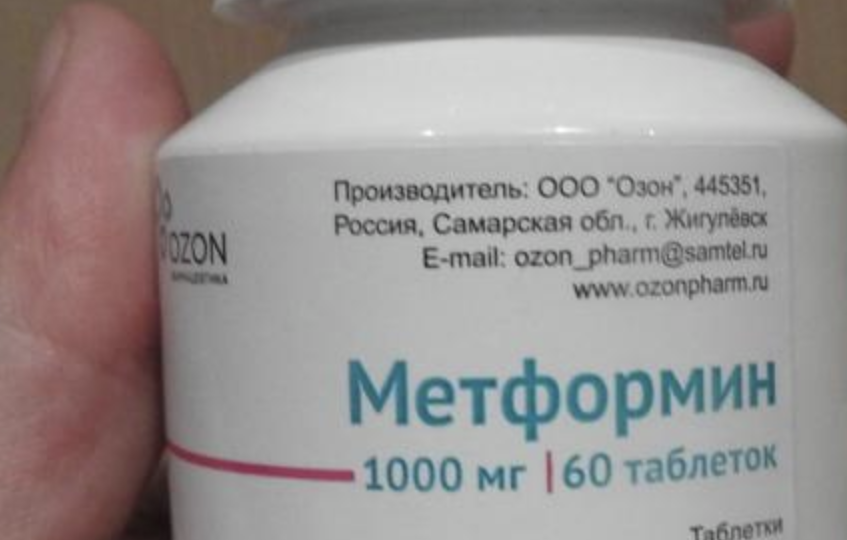 Производитель: ООО "Озон", 445351,
Россия, Самарская обл., г. Жигулёвск
E-mail: ozon_pharm@samtel.ru
www.ozonpharm.ru
OZON
ФАРМАЦЕВТИКА
Метформин
1000 мг | 60 таблеток
Таблетки